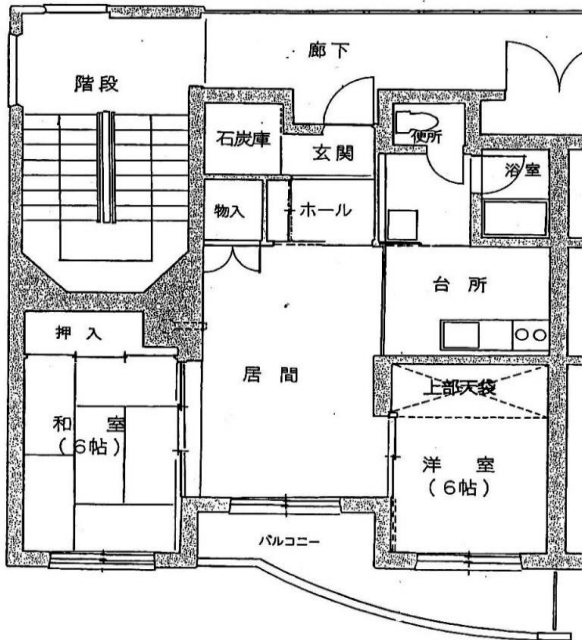 廊下
階段
石炭庫
玄関
便所
浴室
物入
ホール
台所
押入
居間
上部天袋
和室
（6帖）
洋室
（6帖）
バルコニー